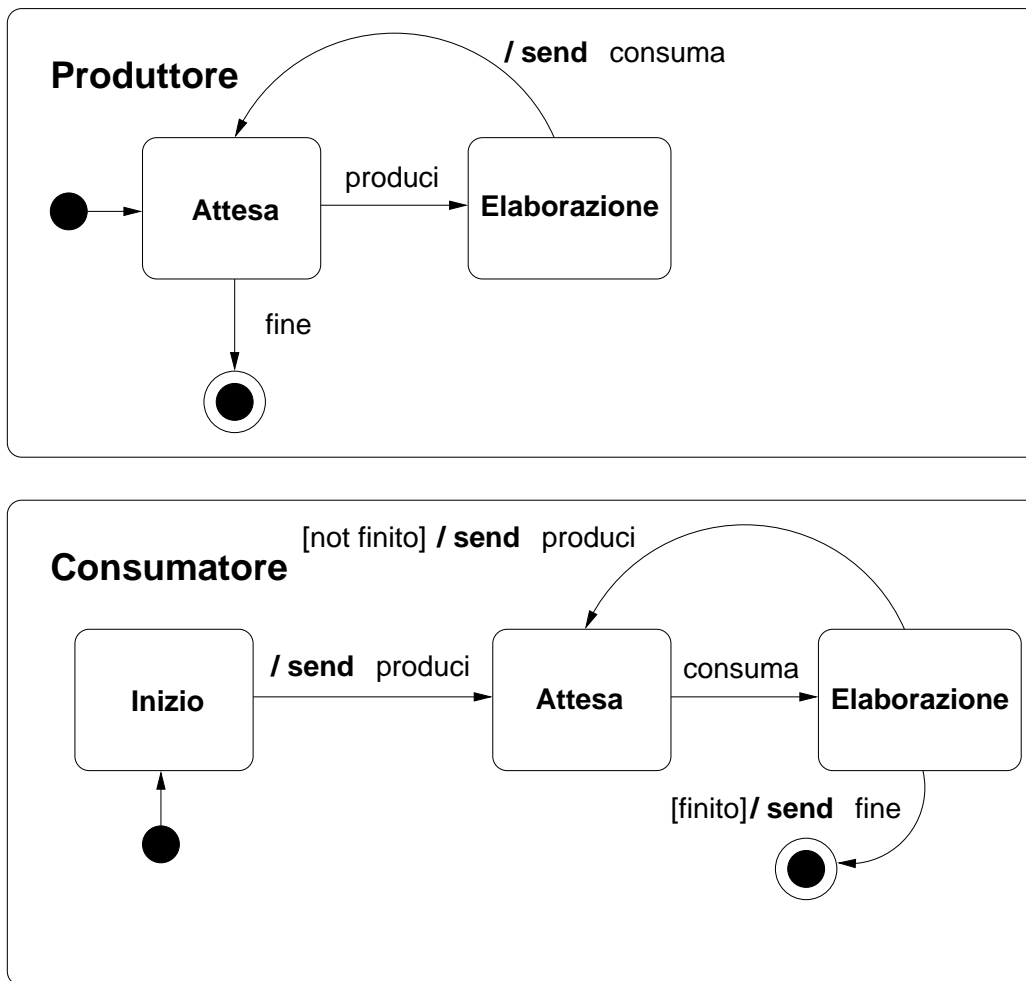 / send consuma
Produttore
produci
Attesa
Elaborazione
fine
[not finito] / send produci
Consumatore
/ send produci
consuma
Inizio
Attesa
Elaborazione
[finito] / send fine